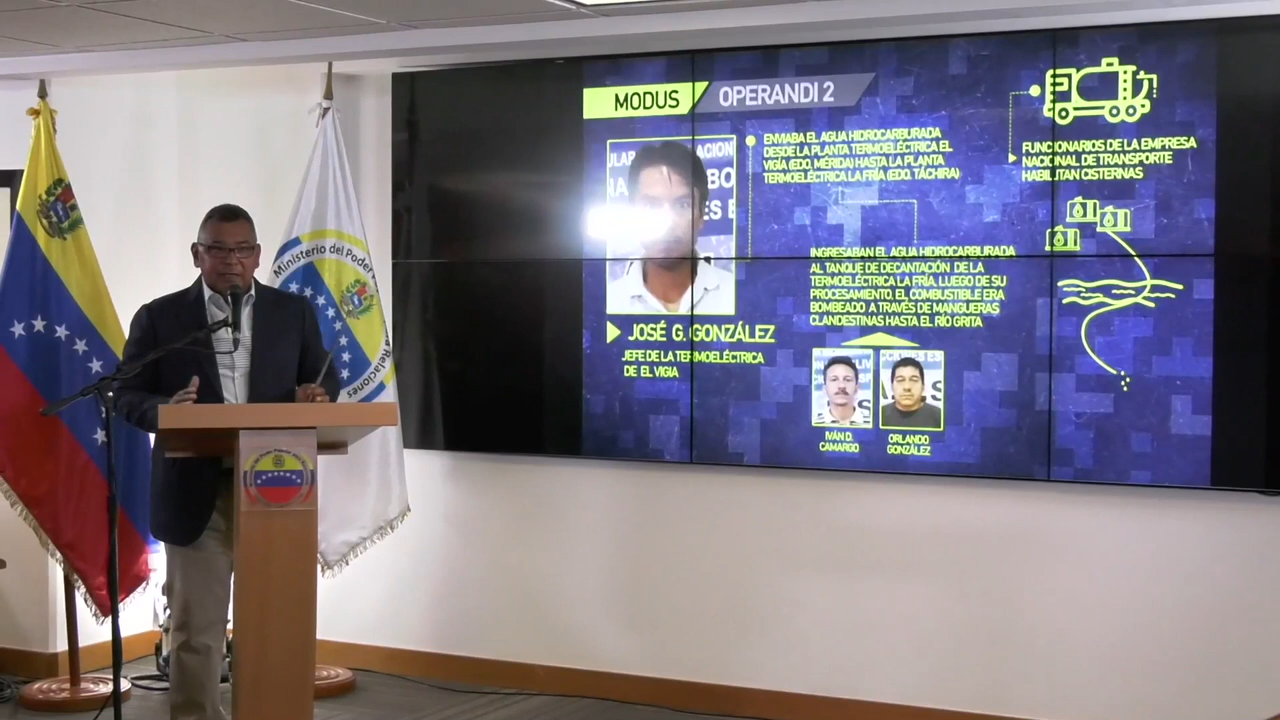 MODUS OPERANDI 2
ENVIABA EL AGUA HIDROCARBURADA
DESDE LA PLANTA TERMOELÉCTRICA EL
VIGÍA (EDO. MÉRIDA) HASTA LA PLANTA
TERMOELÉCTRICA LA FRÍA (EDO. TÁCHIRA)
FUNCIONARIOS DE LA EMPRESA
NACIONAL DE TRANSPORTE
HABILITAN CISTERNAS
JOSÉ G. GONZÁLEZ
JEFE DE LA TERMOELÉCTRICA
DE EL VIGIA
INGRESABAN EL AGUA HIDROCARBURADA
AL TANQUE DE DECANTACIÓN DE LA
TERMOELÉCTRICA LA FRÍA, LUEGO DE SU
PROCESAMIENTO, EL COMBUSTIBLE ERA
BOMBEADO A TRAVÉS DE MANGUERAS
CLANDESTINAS HASTA EL RÍO GRITA
IVÁN D.
CAMARGO
ORLANDO
GONZÁLEZ
Ministerio del Poder
Relaciones